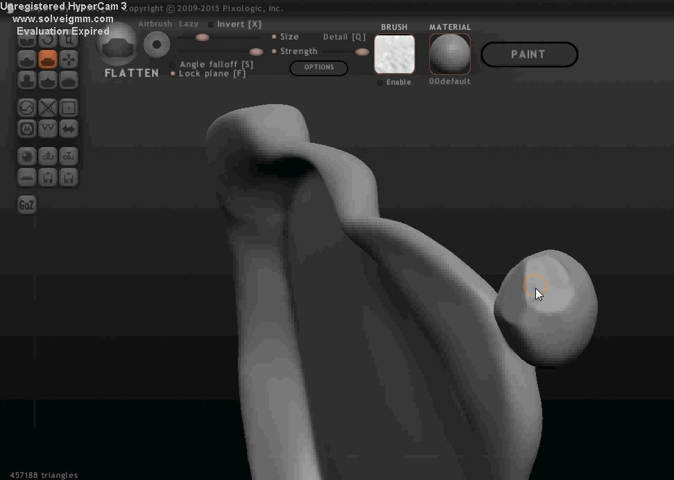 Unregistered HyperCam 3
Copyright © 2009-2015 Pixologic, Inc.
www.solveigmm.com
Evaluation Expired
Airbrush Lazy Invert [X]
Size Detail [Q]
Strength
Angle falloff [S]
Lock plane [F]
OPTIONS
FLATTEN
BRUSH
Enable
MATERIAL
00default
PAINT
GoZ
457188 triangles